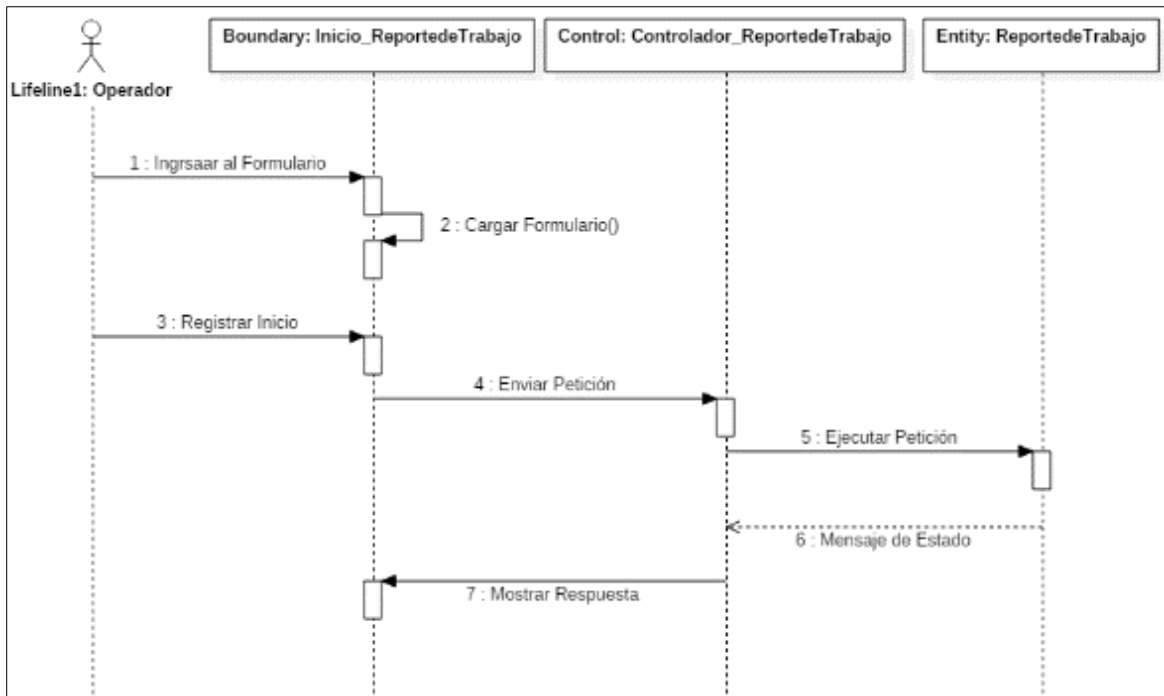 Boundary: Inicio_ReportedeTrabajo
Control: Controlador_ReportedeTrabajo
Entity: ReportedeTrabajo
Lifeline1: Operador
1 : Ingrsaar al Formulario
2 : Cargar Formulario()
3 : Registrar Inicio
4 : Enviar Petición
5 : Ejecutar Petición
6 : Mensaje de Estado
7 : Mostrar Respuesta